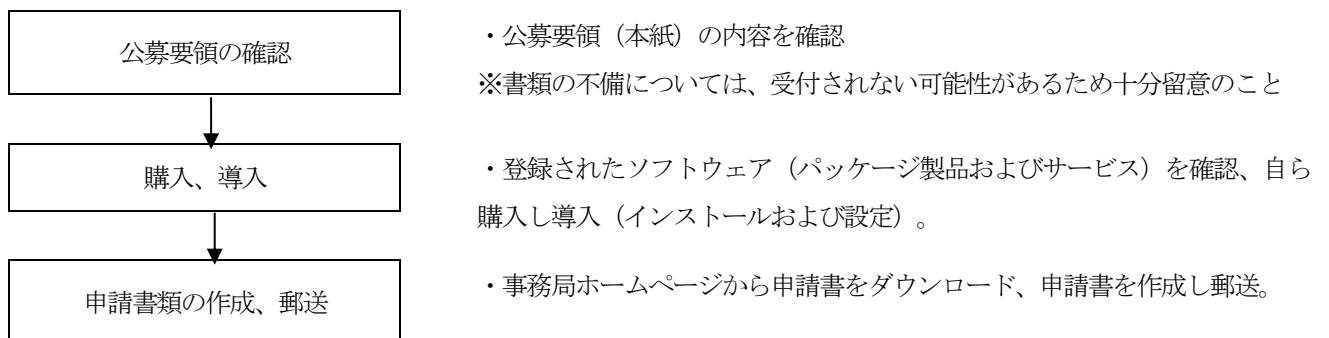 公募要領の確認
・公募要領（本紙）の内容を確認
※書類の不備については、受付されない可能性があるため十分留意のこと
購入、導入
・登録されたソフトウェア（パッケージ製品およびサービス）を確認、自ら
購入し導入（インストールおよび設定）。
申請書類の作成、郵送
・事務局ホームページから申請書をダウンロード、申請書を作成し郵送。